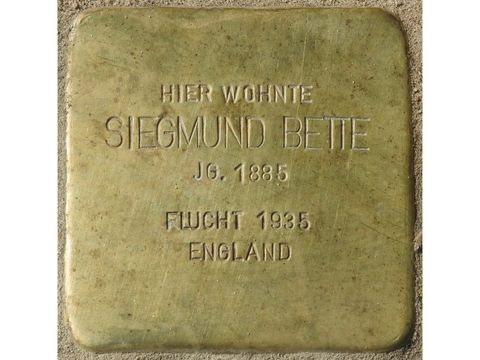 HIER WOHNTE
SIEGMUND BETTE
JG. 1885
FLUCHT 1935
ENGLAND